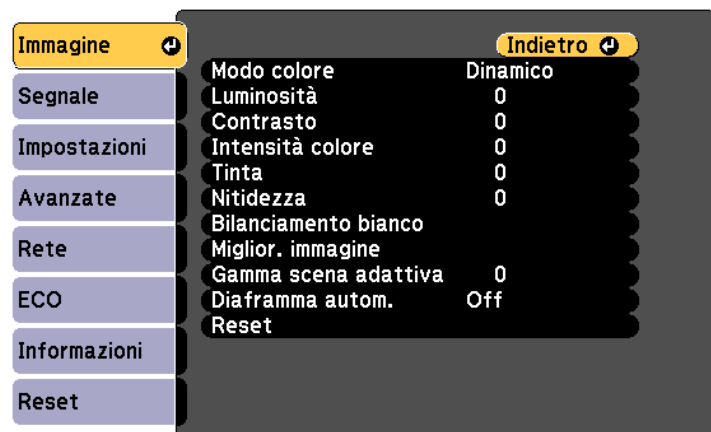 Immagine
Segnale
Impostazioni
Avanzate
Rete
ECO
Informazioni
Reset
Indietro
Modo colore Dinamico
Luminosità 0
Contrasto 0
Intensità colore 0
Tinta 0
Nitidezza 0
Bilanciamento bianco
Miglior. immagine
Gamma scena adattiva 0
Diaframma autom. Off
Reset